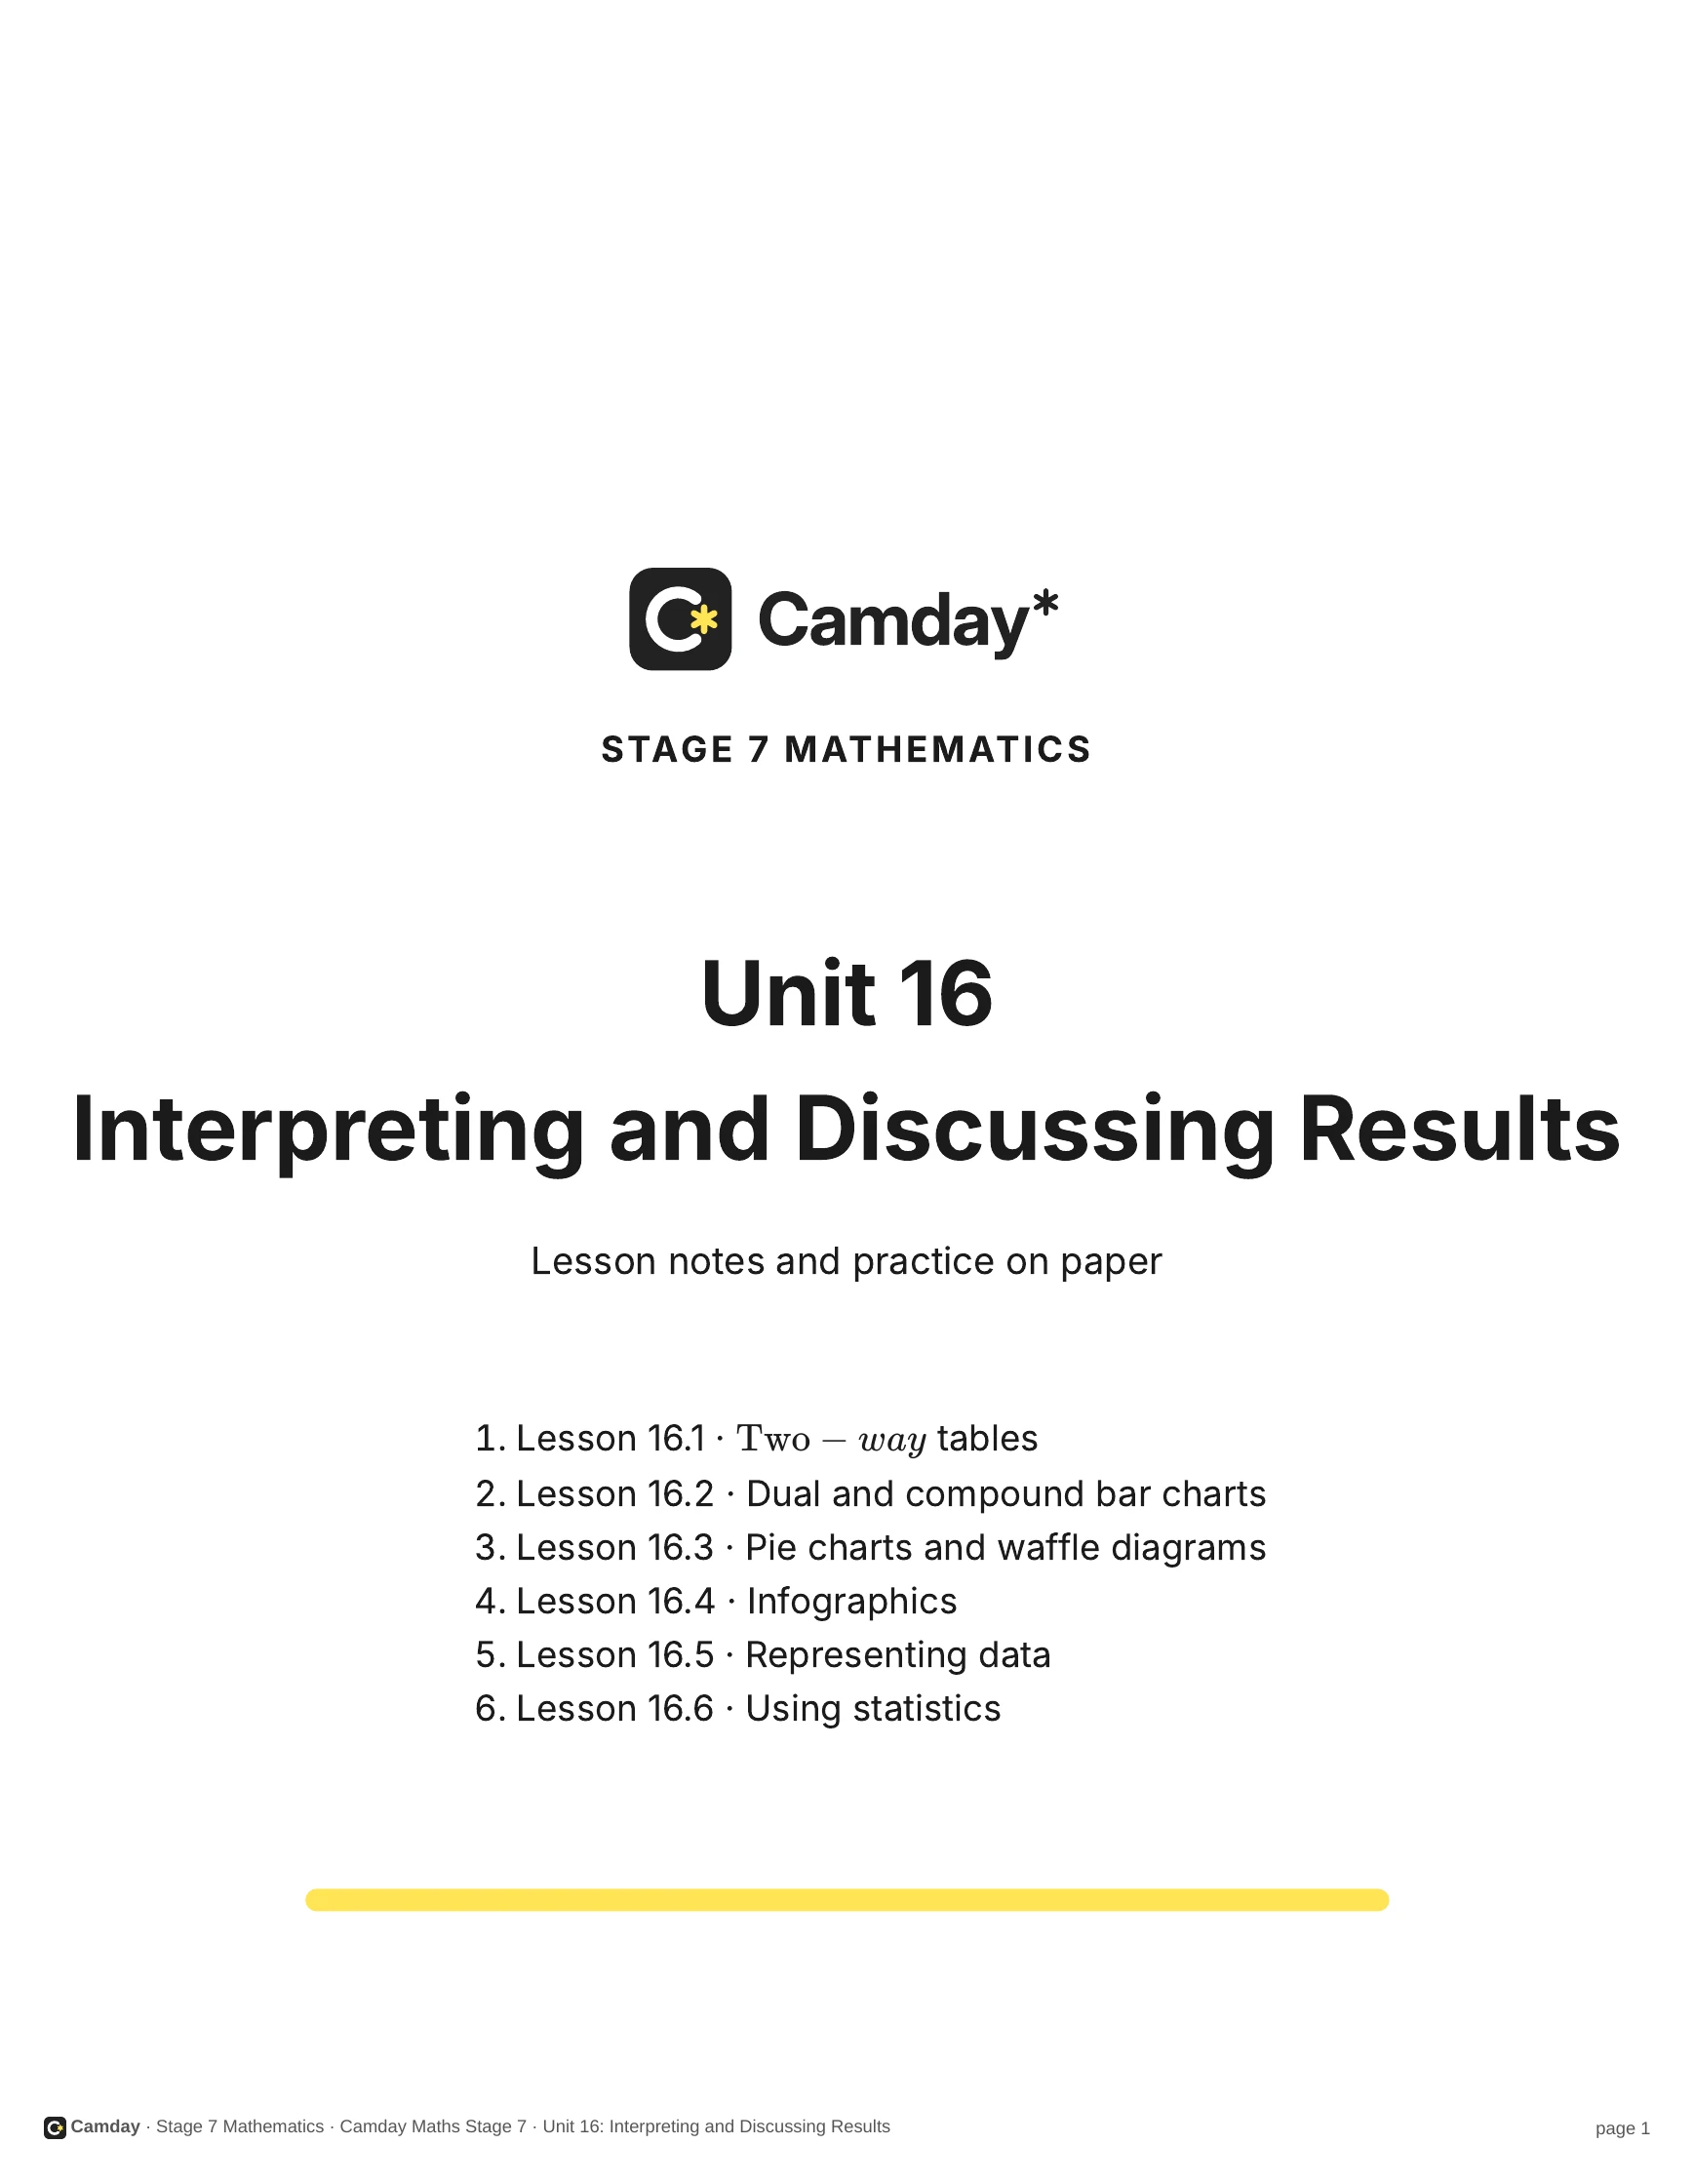 Camday*
STAGE 7 MATHEMATICS
Unit 16
Interpreting and Discussing Results
Lesson notes and practice on paper
1. Lesson 16.1 · Two − way tables
2. Lesson 16.2 · Dual and compound bar charts
3. Lesson 16.3 · Pie charts and waffle diagrams
4. Lesson 16.4 · Infographics
5. Lesson 16.5 · Representing data
6. Lesson 16.6 · Using statistics
Camday · Stage 7 Mathematics · Camday Maths Stage 7 · Unit 16: Interpreting and Discussing Results
page 1